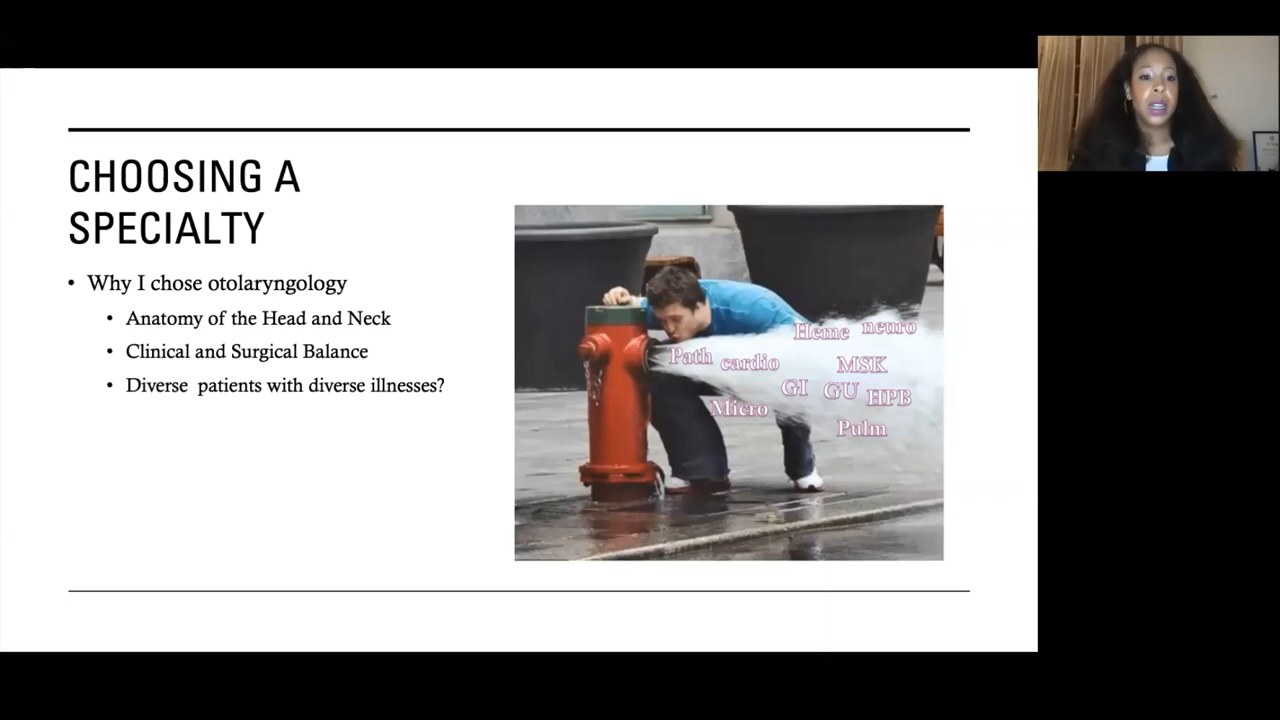 CHOOSING A
SPECIALTY
• Why I chose otolaryngology
• Anatomy of the Head and Neck
• Clinical and Surgical Balance
• Diverse patients with diverse illnesses?
Heme neuro
Path cardio MSK
GI GU HPB
Micro
Pulm